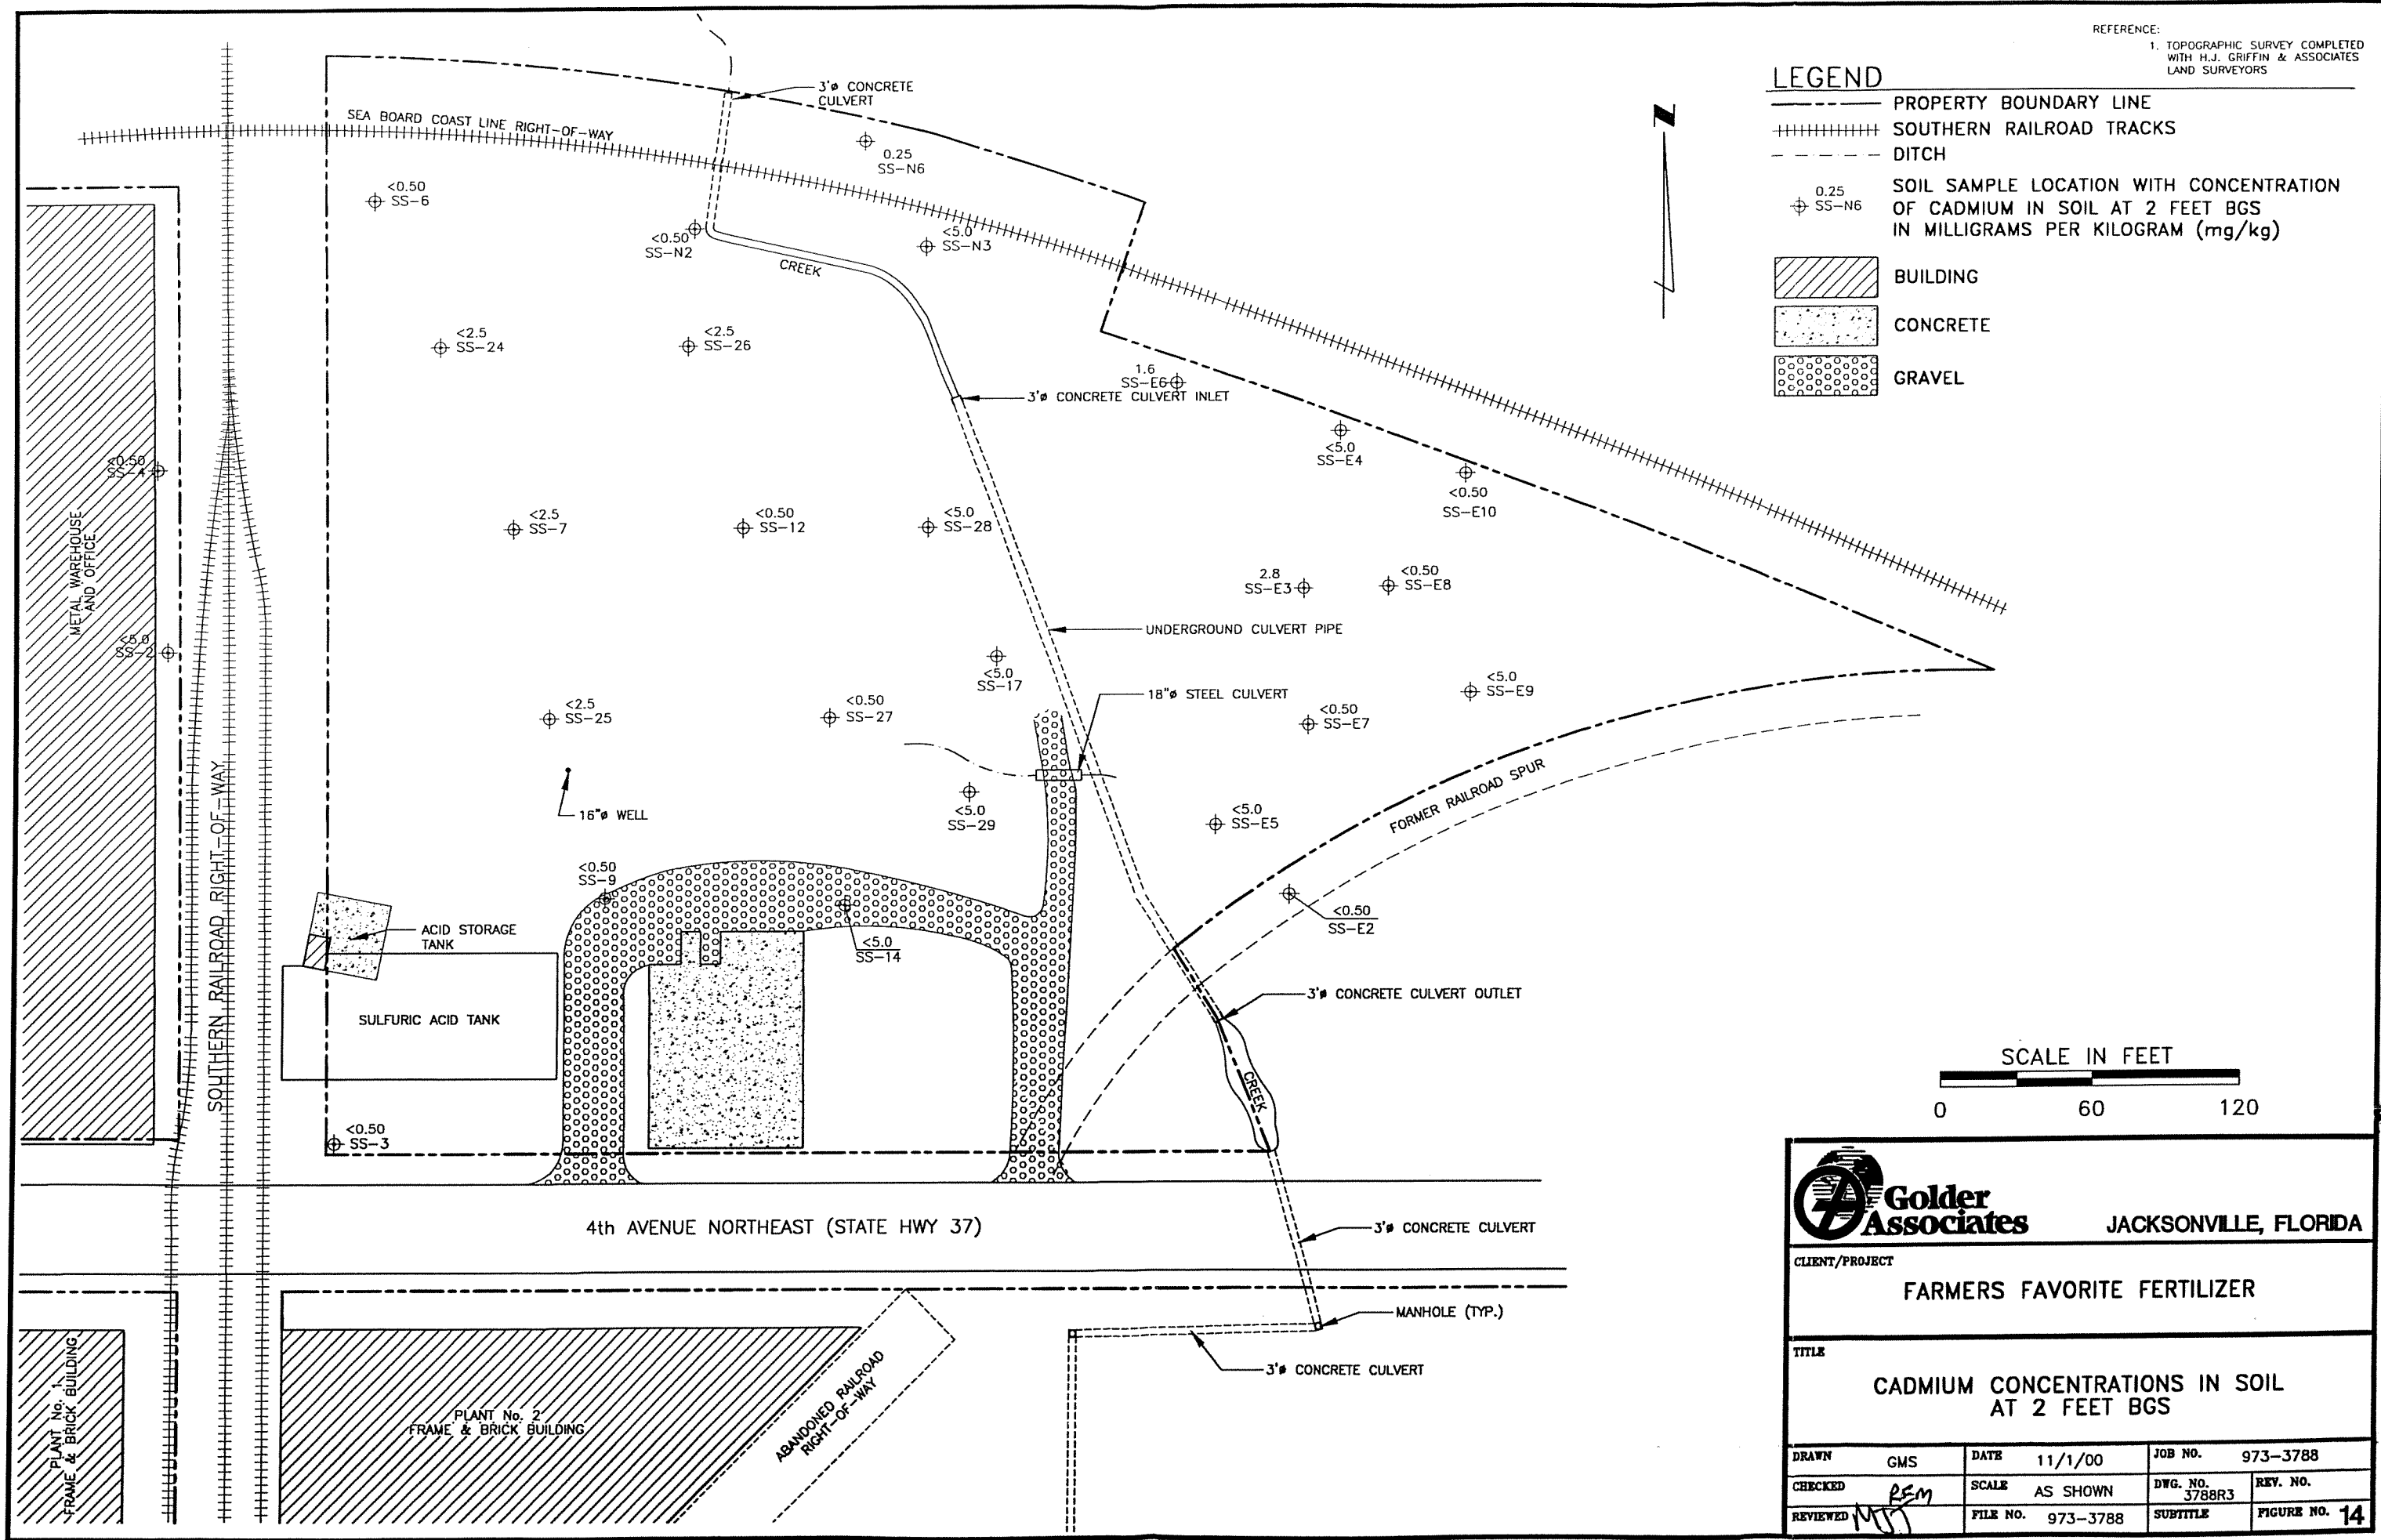 REFERENCE:
1. TOPOGRAPHIC SURVEY COMPLETED
WITH H.J. GRIFFIN & ASSOCIATES
LAND SURVEYORS
LEGEND
PROPERTY BOUNDARY LINE
SOUTHERN RAILROAD TRACKS
DITCH
0.25
SS-N6
SOIL SAMPLE LOCATION WITH CONCENTRATION
OF CADMIUM IN SOIL AT 2 FEET BGS
IN MILLIGRAMS PER KILOGRAM (mg/kg)
BUILDING
CONCRETE
GRAVEL
N
3'ø CONCRETE
CULVERT
SEA BOARD COAST LINE RIGHT-OF-WAY
0.25
SS-N6
<0.50
SS-6
<0.50
SS-N2
<5.0
SS-N3
CREEK
<2.5
SS-24
<2.5
SS-26
1.6
SS-E6
3'ø CONCRETE CULVERT INLET
<5.0
SS-E4
<0.50
SS-4
<0.50
SS-E10
METAL WAREHOUSE
AND OFFICE
<2.5
SS-7
<0.50
SS-12
<5.0
SS-28
2.8
SS-E3
<0.50
SS-E8
<5.0
SS-2
UNDERGROUND CULVERT PIPE
<5.0
SS-17
18"ø STEEL CULVERT
<5.0
SS-E9
<2.5
SS-25
<0.50
SS-27
<0.50
SS-E7
SOUTHERN RAILROAD RIGHT-OF-WAY
16"ø WELL
<5.0
SS-29
<5.0
SS-E5
FORMER RAILROAD SPUR
<0.50
SS-9
<0.50
SS-E2
ACID STORAGE
TANK
<5.0
SS-14
SULFURIC ACID TANK
3'ø CONCRETE CULVERT OUTLET
CREEK
<0.50
SS-3
SCALE IN FEET
0 60 120
4th AVENUE NORTHEAST (STATE HWY 37)
3'ø CONCRETE CULVERT
MANHOLE (TYP.)
3'ø CONCRETE CULVERT
PLANT No. 1
FRAME & BRICK BUILDING
PLANT No. 2
FRAME & BRICK BUILDING
ABANDONED RAILROAD
RIGHT-OF-WAY
Golder
Associates
JACKSONVILLE, FLORIDA
CLIENT/PROJECT
FARMERS FAVORITE FERTILIZER
TITLE
CADMIUM CONCENTRATIONS IN SOIL
AT 2 FEET BGS
DRAWN GMS DATE 11/1/00 JOB NO. 973-3788
CHECKED REM SCALE AS SHOWN DWG. NO. 3788R3 REV. NO.
REVIEWED FILE NO. 973-3788 SUBTITLE FIGURE NO. 14